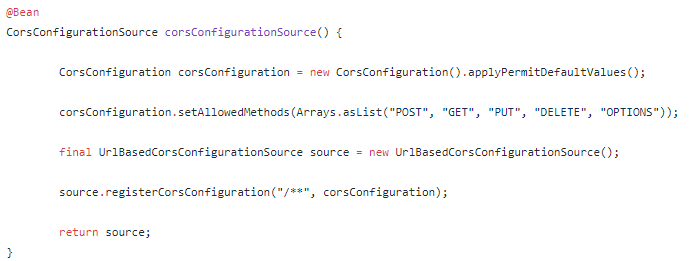 @Bean
CorsConfigurationSource corsConfigurationSource() {
CorsConfiguration corsConfiguration = new CorsConfiguration().applyPermitDefaultValues();
corsConfiguration.setAllowedMethods(Arrays.asList("POST", "GET", "PUT", "DELETE", "OPTIONS"));
final UrlBasedCorsConfigurationSource source = new UrlBasedCorsConfigurationSource();
source.registerCorsConfiguration("/**", corsConfiguration);
return source;
}